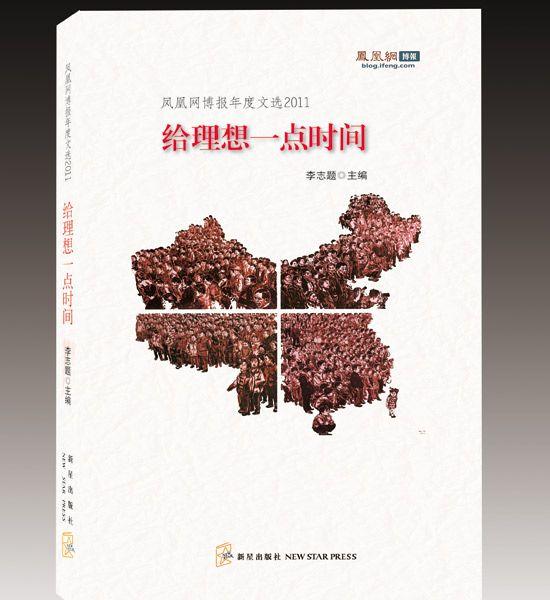 凤凰网博报年度文选2011
给理想一点时间
李志题◎主编
新星出版社
NEW STAR PRESS
鳳凰網 博報
blog.ifeng.com
凤凰网博报年度文选2011
给理想一点时间
李志题◎主编
新星出版社 NEW STAR PRESS